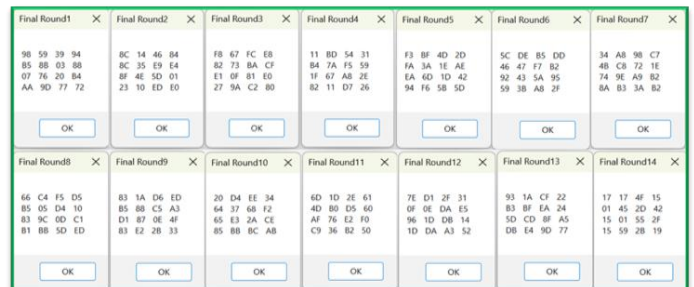 Final Round1 × Final Round2 × Final Round3 × Final Round4 × Final Round5 × Final Round6 × Final Round7 ×
98 59 39 94 8C 14 46 84 F8 67 FC E8 11 BD 54 31 F3 8F 4D 2D 5C DE 85 DD 34 A8 98 C7
85 8B 03 88 8C 35 E9 E4 82 73 BA CF 84 7A F5 59 FA 3A 1E AE 46 47 F7 B2 4B C8 72 1E
07 76 20 84 BF 4E 5D 01 E1 0F 81 E0 1F 67 A8 2E EA 6D 1D 42 92 43 5A 95 74 9E A9 B2
AA 9D 77 72 23 10 ED E0 27 9A C2 80 82 11 D7 26 94 F6 5B 5D 59 3B A8 2F 8A B3 3A B2
OK OK OK OK OK OK OK
Final Round8 × Final Round9 × Final Round10 × Final Round11 × Final Round12 × Final Round13 × Final Round14 ×
66 C4 F5 D5 83 1A D6 ED 20 D4 EE 34 6D 1D 2E 61 7E D1 2F 31 93 1A CF 22 17 17 4F 15
B5 05 D4 10 B5 88 C5 A3 64 37 68 F2 4D B0 D5 60 0F 0E DA E5 B3 BF EA 24 01 45 2D 42
83 9C 0D C1 D1 87 0E 4F 65 E3 2A CE AF 76 E2 F0 96 1D DB 14 5D CD 8F A5 15 01 55 2F
B1 BB 5D ED 83 E2 2B 33 85 BB BC AB C9 36 B2 50 1D DA A3 52 DB E4 9D 77 15 59 2B 19
OK OK OK OK OK OK OK